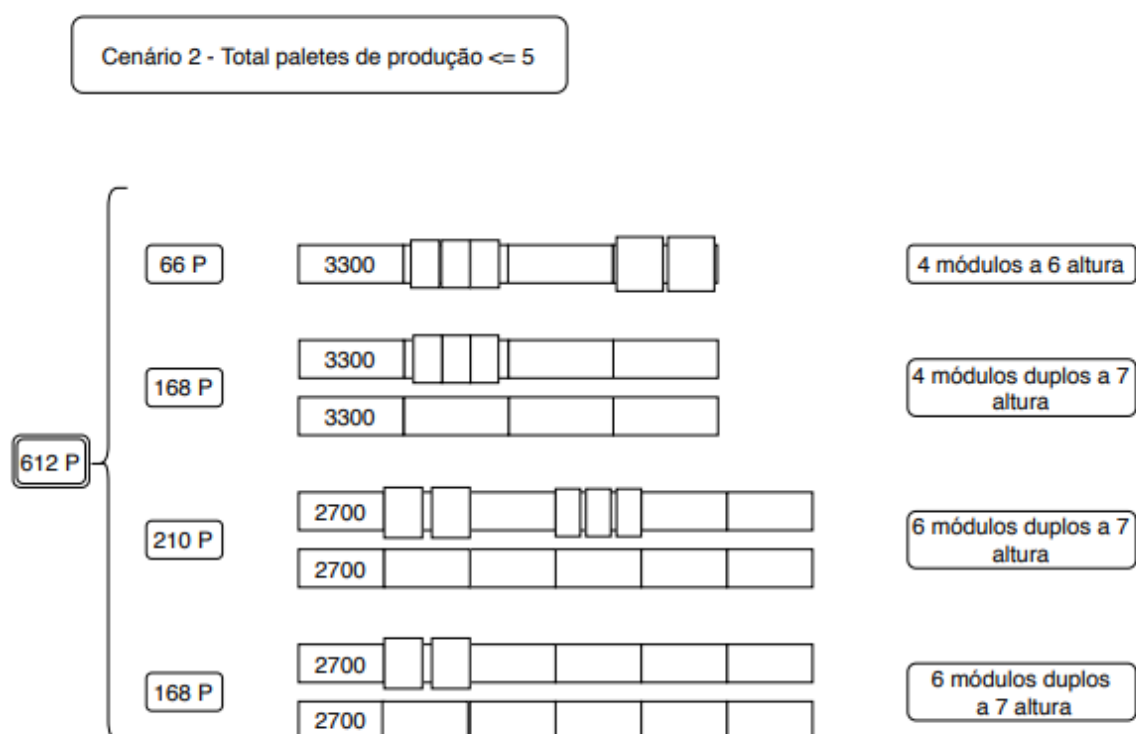 Cenário 2 - Total paletes de produção <= 5
612 P
66 P
3300
4 módulos a 6 altura
168 P
3300
3300
4 módulos duplos a 7
altura
210 P
2700
2700
6 módulos duplos a 7
altura
168 P
2700
2700
6 módulos duplos
a 7 altura